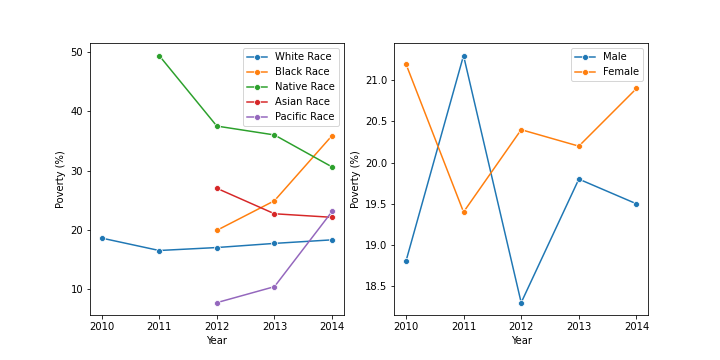 White Race
Black Race
Native Race
Asian Race
Pacific Race
50
40
30
20
10
Poverty (%)
2010 2011 2012 2013 2014
Year
Male
Female
21.0
20.5
20.0
19.5
19.0
18.5
Poverty (%)
2010 2011 2012 2013 2014
Year